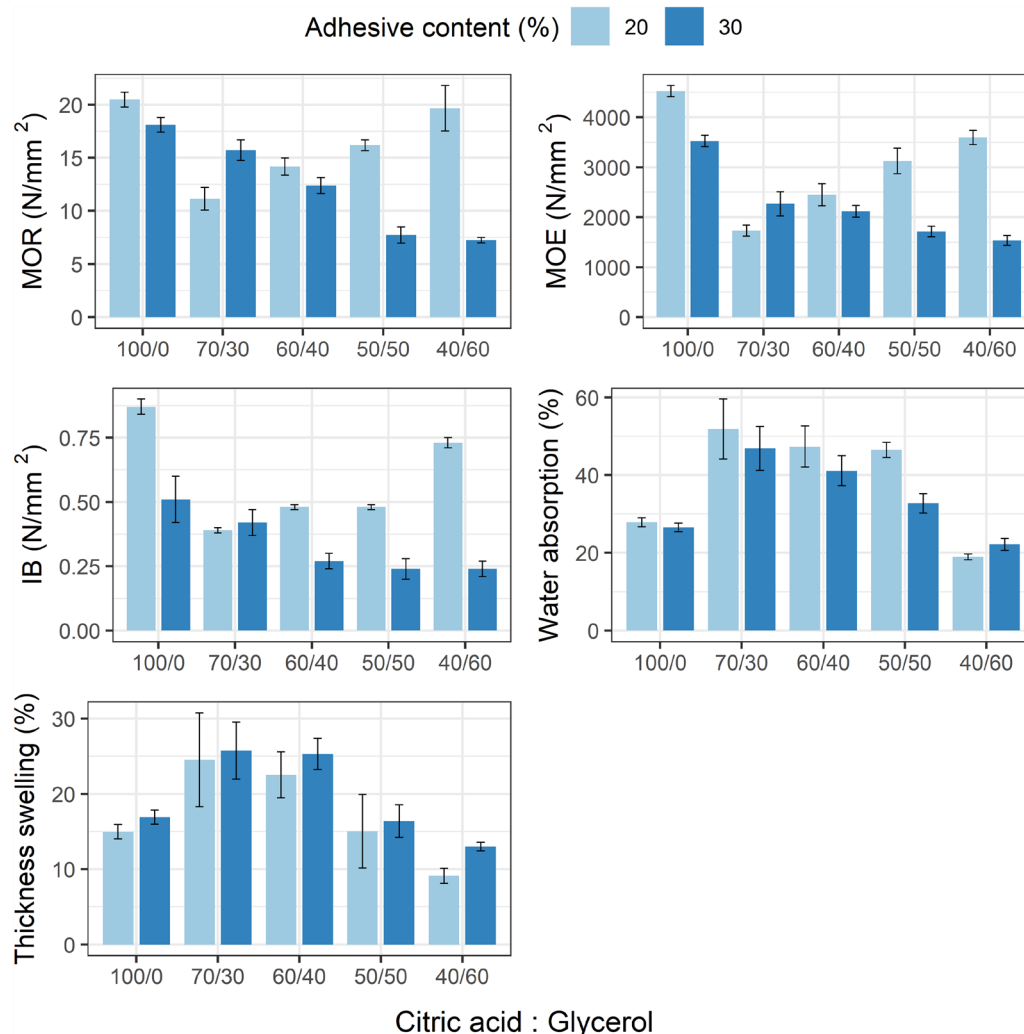 Adhesive content (%) 20 30
MOR (N/mm ²)
20
15
10
5
0
100/0 70/30 60/40 50/50 40/60
MOE (N/mm ²)
4000
3000
2000
1000
0
100/0 70/30 60/40 50/50 40/60
IB (N/mm ²)
0.75
0.50
0.25
0.00
100/0 70/30 60/40 50/50 40/60
Water absorption (%)
60
40
20
0
100/0 70/30 60/40 50/50 40/60
Thickness swelling (%)
30
20
10
0
100/0 70/30 60/40 50/50 40/60
Citric acid : Glycerol